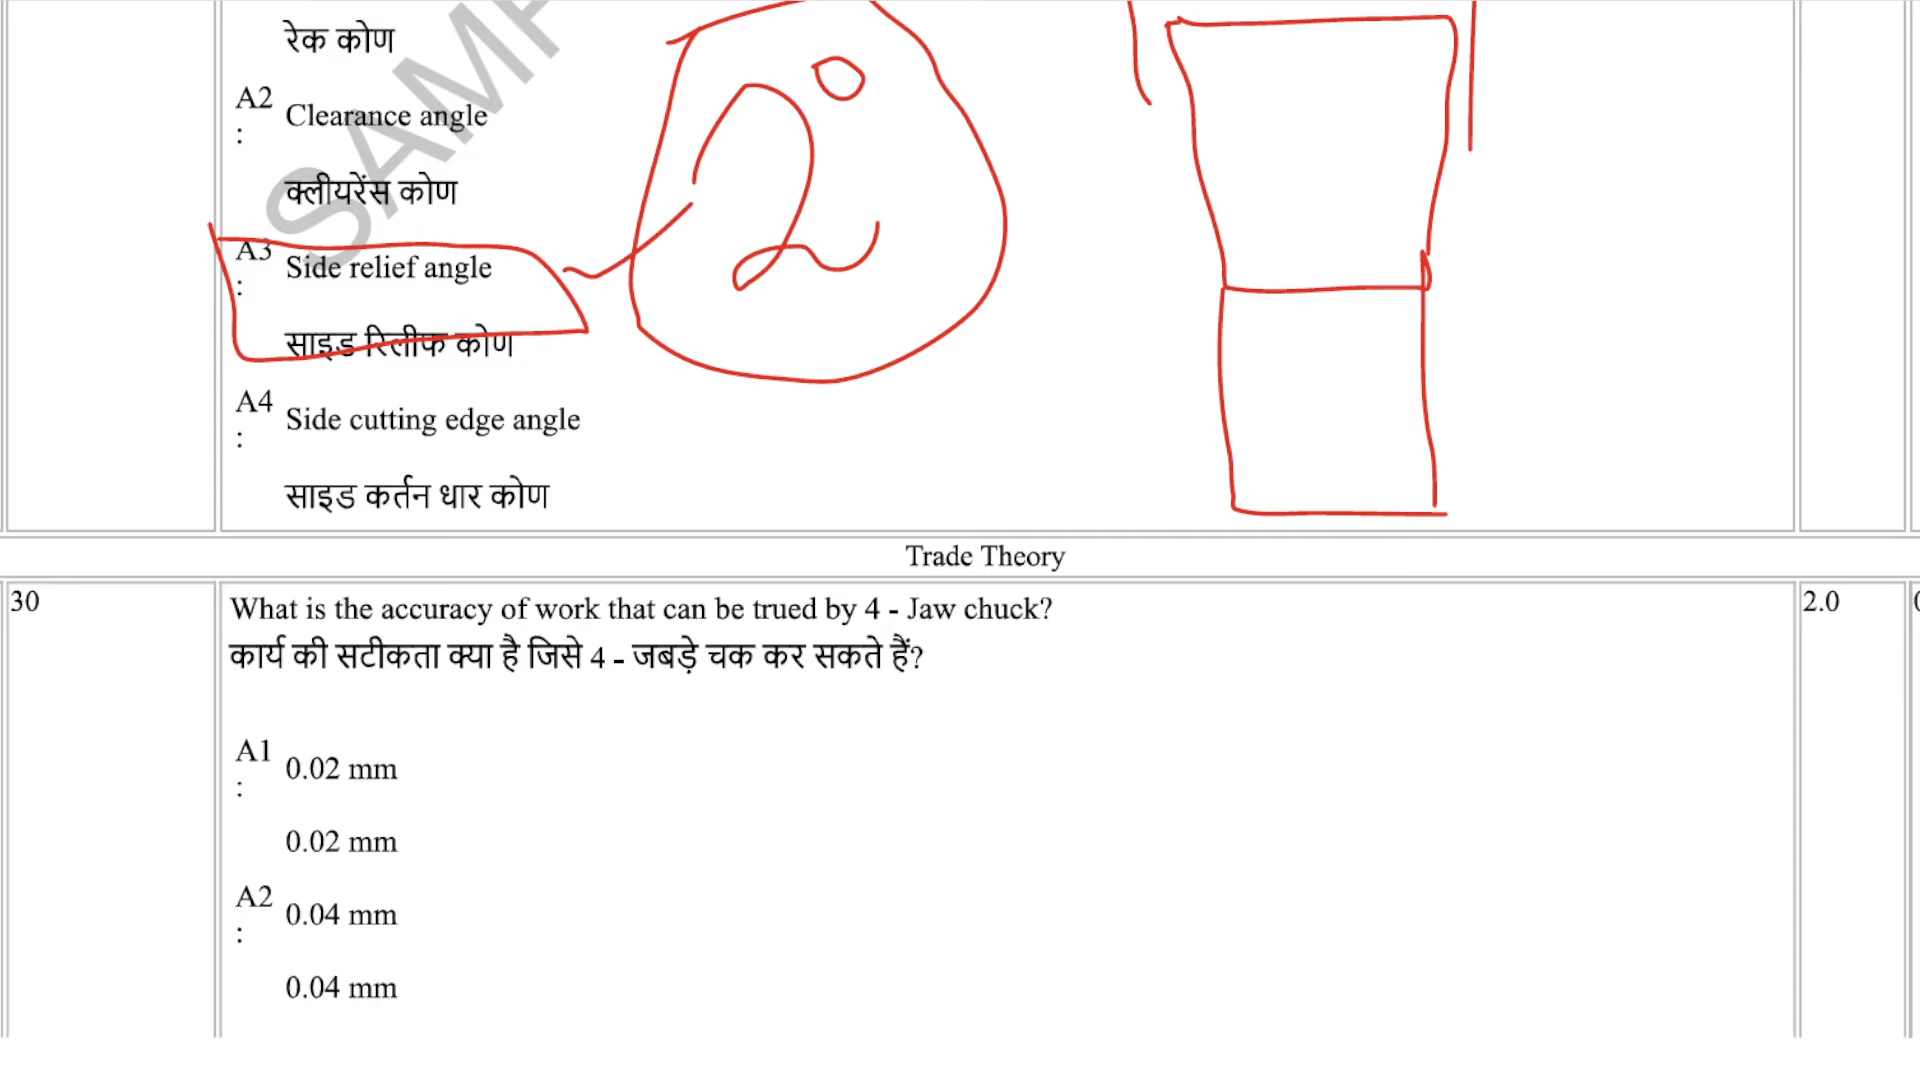 रेक कोण
A2
:
Clearance angle
क्लीयरेंस कोण
A3
:
Side relief angle
साइड रिलीफ कोण
A4
:
Side cutting edge angle
साइड कर्तन धार कोण
2°
Trade Theory
30
What is the accuracy of work that can be trued by 4 - Jaw chuck?
2.0
कार्य की सटीकता क्या है जिसे 4 - जबड़े चक कर सकते हैं?
A1
:
0.02 mm
0.02 mm
A2
:
0.04 mm
0.04 mm